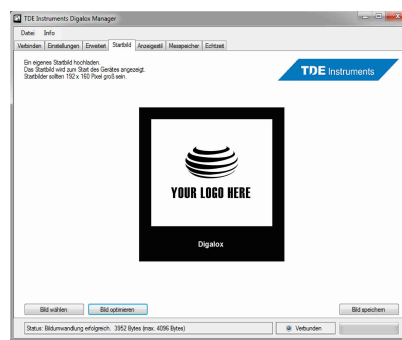 TDE Instruments Digalox Manager
Datei Info
Verbinden Einstellungen Erweitert Startbild Anzeigestil Messpeicher Echtzeit
Ein eigenes Startbild hochladen.
Das Startbild wird zum Start des Gerätes angezeigt.
Startbilder sollten 192 x 160 Pixel groß sein.
TDE Instruments
YOUR LOGO HERE
Digalox
Bild wählen Bild optimieren Bild speichern
Status: Bildumwandlung erfolgreich. 3952 Bytes (max. 4096 Bytes) Verbunden